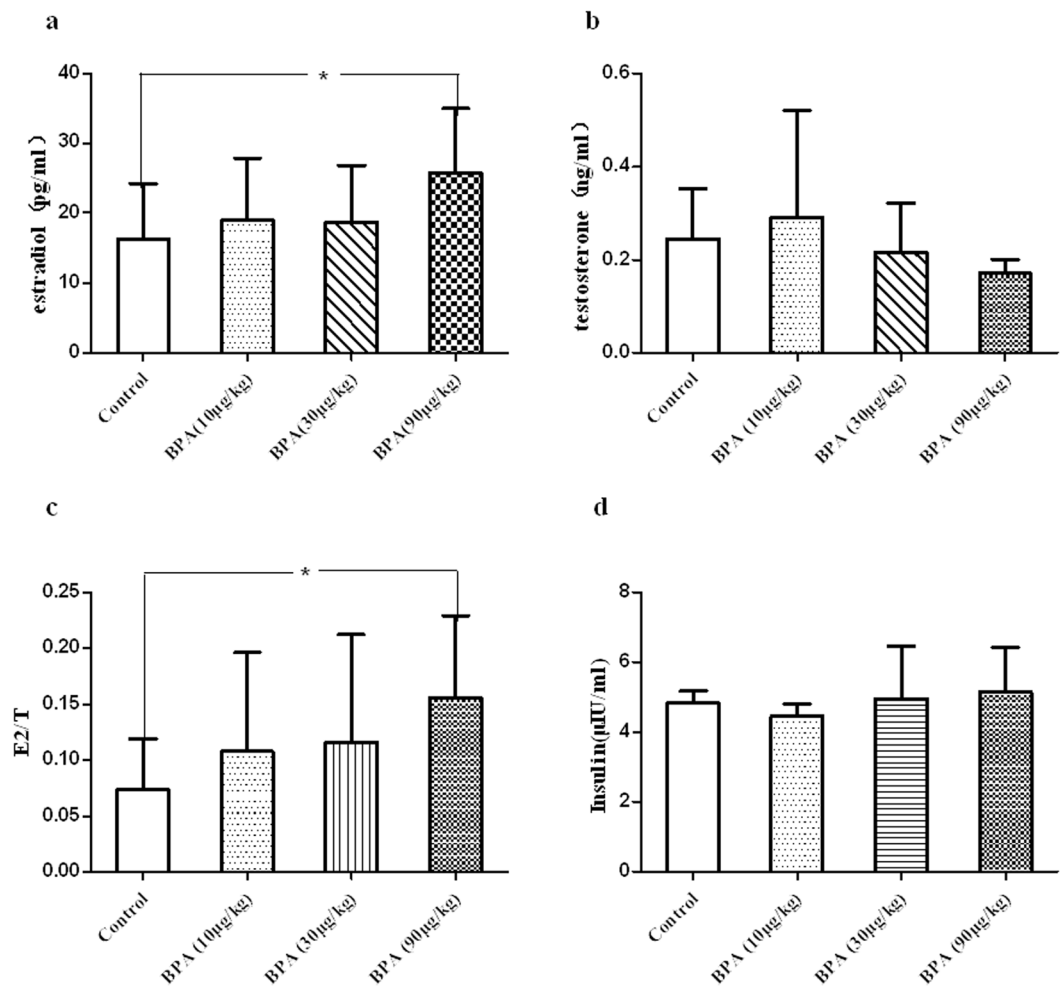 a
40
30
20
10
0
estradiol (pg/ml)
*
Control
BPA(10μg/kg)
BPA(30μg/kg)
BPA(90μg/kg)
b
0.6
0.4
0.2
0.0
testosterone (ng/ml)
Control
BPA (10μg/kg)
BPA (30μg/kg)
BPA (90μg/kg)
c
0.25
0.20
0.15
0.10
0.05
0.00
E2/T
*
Control
BPA (10μg/kg)
BPA (30μg/kg)
BPA (90μg/kg)
d
8
6
4
2
0
Insulin(μIU/ml)
Control
BPA (10μg/kg)
BPA (30μg/kg)
BPA (90μg/kg)